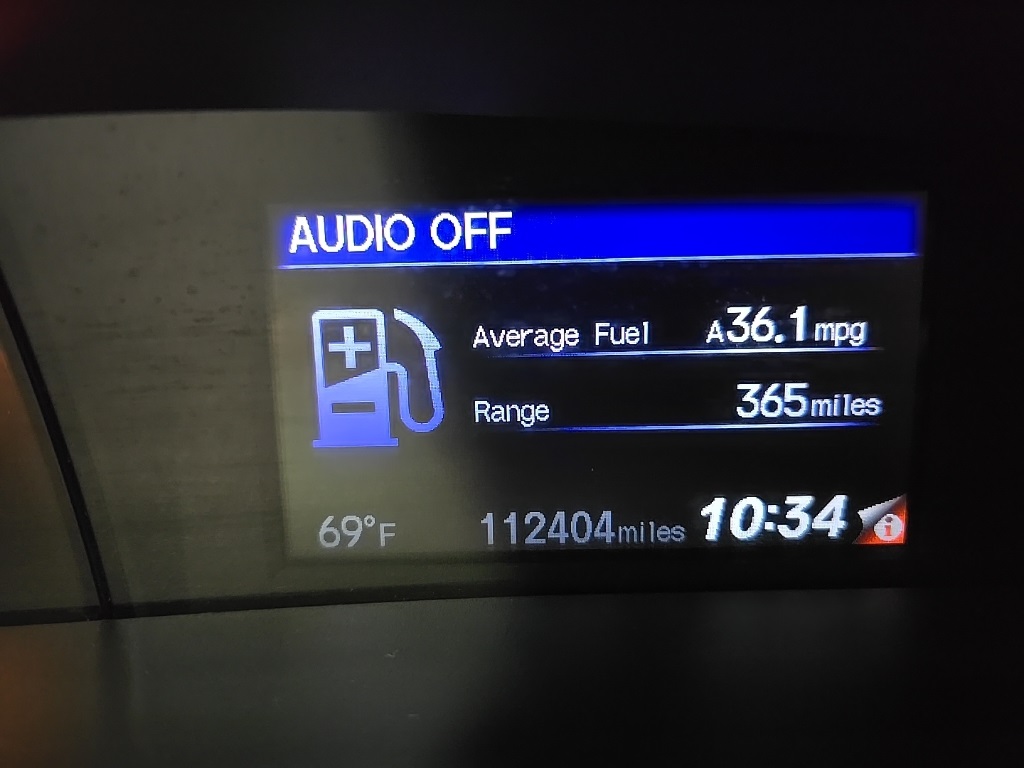 AUDIO OFF
Average Fuel A36.1mpg
Range 365miles
69°F 112404miles 10:34 i